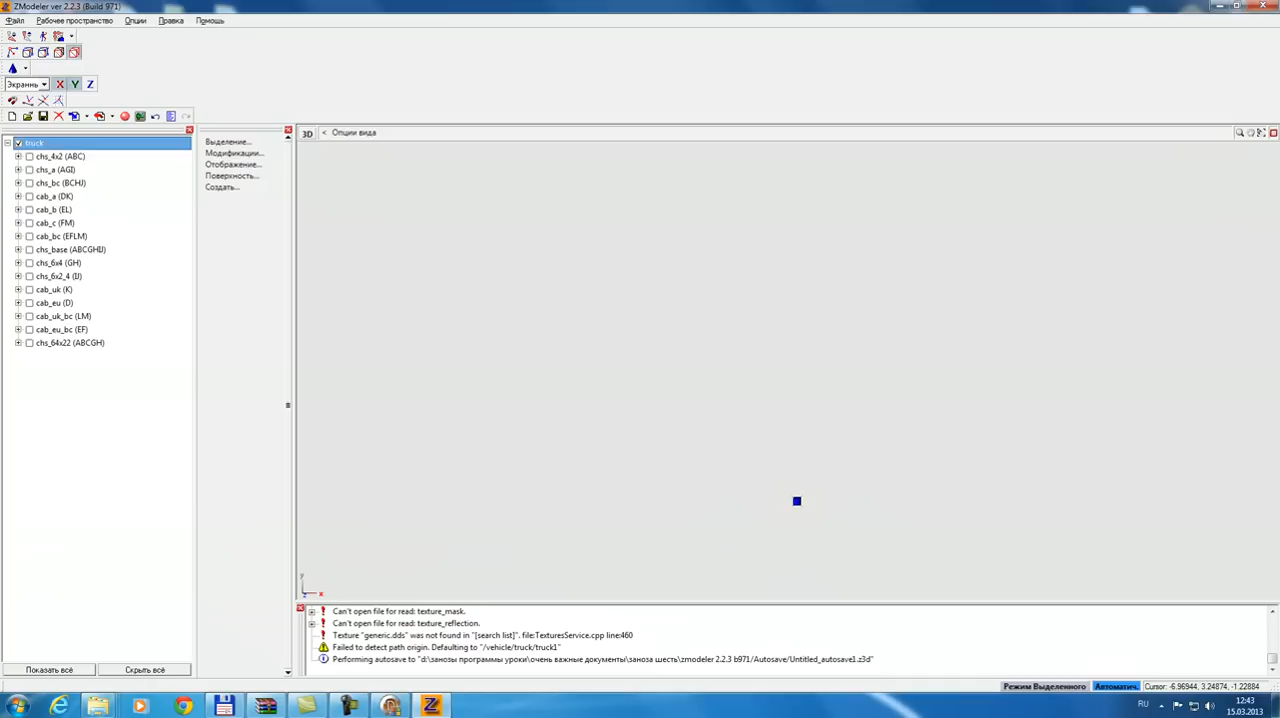 ZModeler ver 2.2.3 (Build 971)
Файл Рабочее пространство Опции Правка Помощь
Экраннь X Y Z
truck
chs_4x2 (ABC)
chs_a (AGI)
chs_bc (BCHJ)
cab_a (DK)
cab_b (EL)
cab_c (FM)
cab_bc (EFLM)
chs_base (ABCGHIJ)
chs_6x4 (GH)
chs_6x2_4 (IJ)
cab_uk (K)
cab_eu (D)
cab_uk_bc (LM)
cab_eu_bc (EF)
chs_64x22 (ABCGH)
Показать всё Скрыть всё
Выделение...
Модификации...
Отображение...
Поверхность...
Создать...
3D < Опции вида
Can't open file for read: texture_mask.
Can't open file for read: texture_reflection.
Texture "generic.dds" was not found in "[search list]". file:TexturesService.cpp line:460
Failed to detect path origin. Defaulting to "/vehicle/truck/truck1"
Performing autosave to "d:\занозы программы уроки\очень важные документы\заноза шесть\zmodeler 2.2.3 b971/Autosave/Untitled_autosave1.z3d"
Режим Выделенного Автоматич. Cursor: -6.96944, 3.24874, -1.22884
RU 12:43
15.03.2013